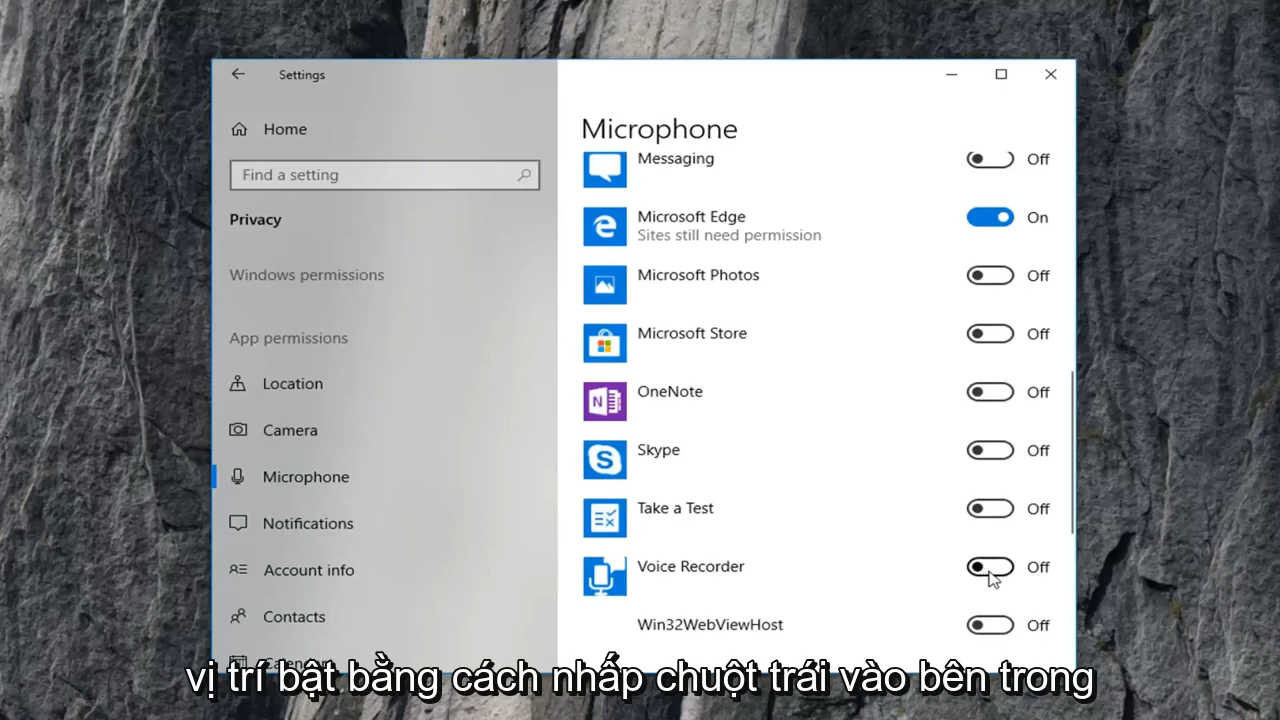 Settings
Home
Find a setting
Privacy
Windows permissions
App permissions
Location
Camera
Microphone
Notifications
Account info
Contacts
Calendar
Microphone
Messaging
Off
Microsoft Edge
On
Sites still need permission
Microsoft Photos
Off
Microsoft Store
Off
OneNote
Off
Skype
Off
Take a Test
Off
Voice Recorder
Off
Win32WebViewHost
Off
vị trí bật bằng cách nhấp chuột trái vào bên trong